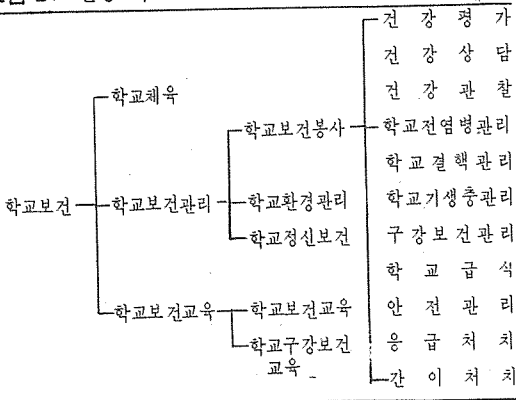 건강평가
건강상담
학교체육
건강관찰
학교보건봉사
학교전염병관리
학교결핵관리
학교보건
학교보건관리
학교환경관리
학교기생충관리
학교정신보건
구강보건관리
학교급식
학교보건교육
학교보건교육
안전관리
학교구강보건
교육
응급처치
간이처치